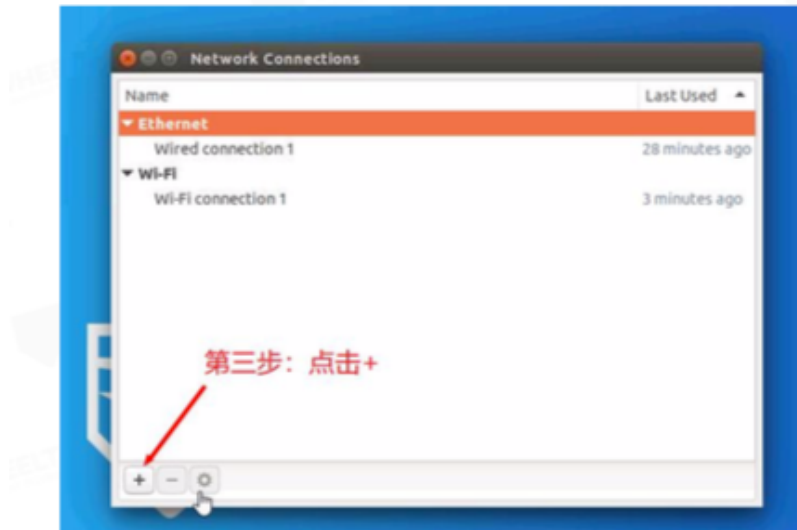 Network Connections
Name Last Used
Ethernet
Wired connection 1 28 minutes ago
Wi-Fi
Wi-Fi connection 1 3 minutes ago
第三步：点击+